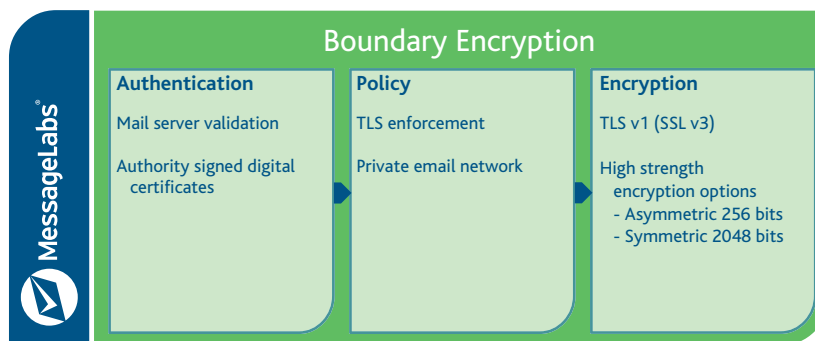 MessageLabs®
Boundary Encryption
Authentication
Mail server validation
Authority signed digital
certificates
Policy
TLS enforcement
Private email network
Encryption
TLS v1 (SSL v3)
High strength
encryption options
- Asymmetric 256 bits
- Symmetric 2048 bits